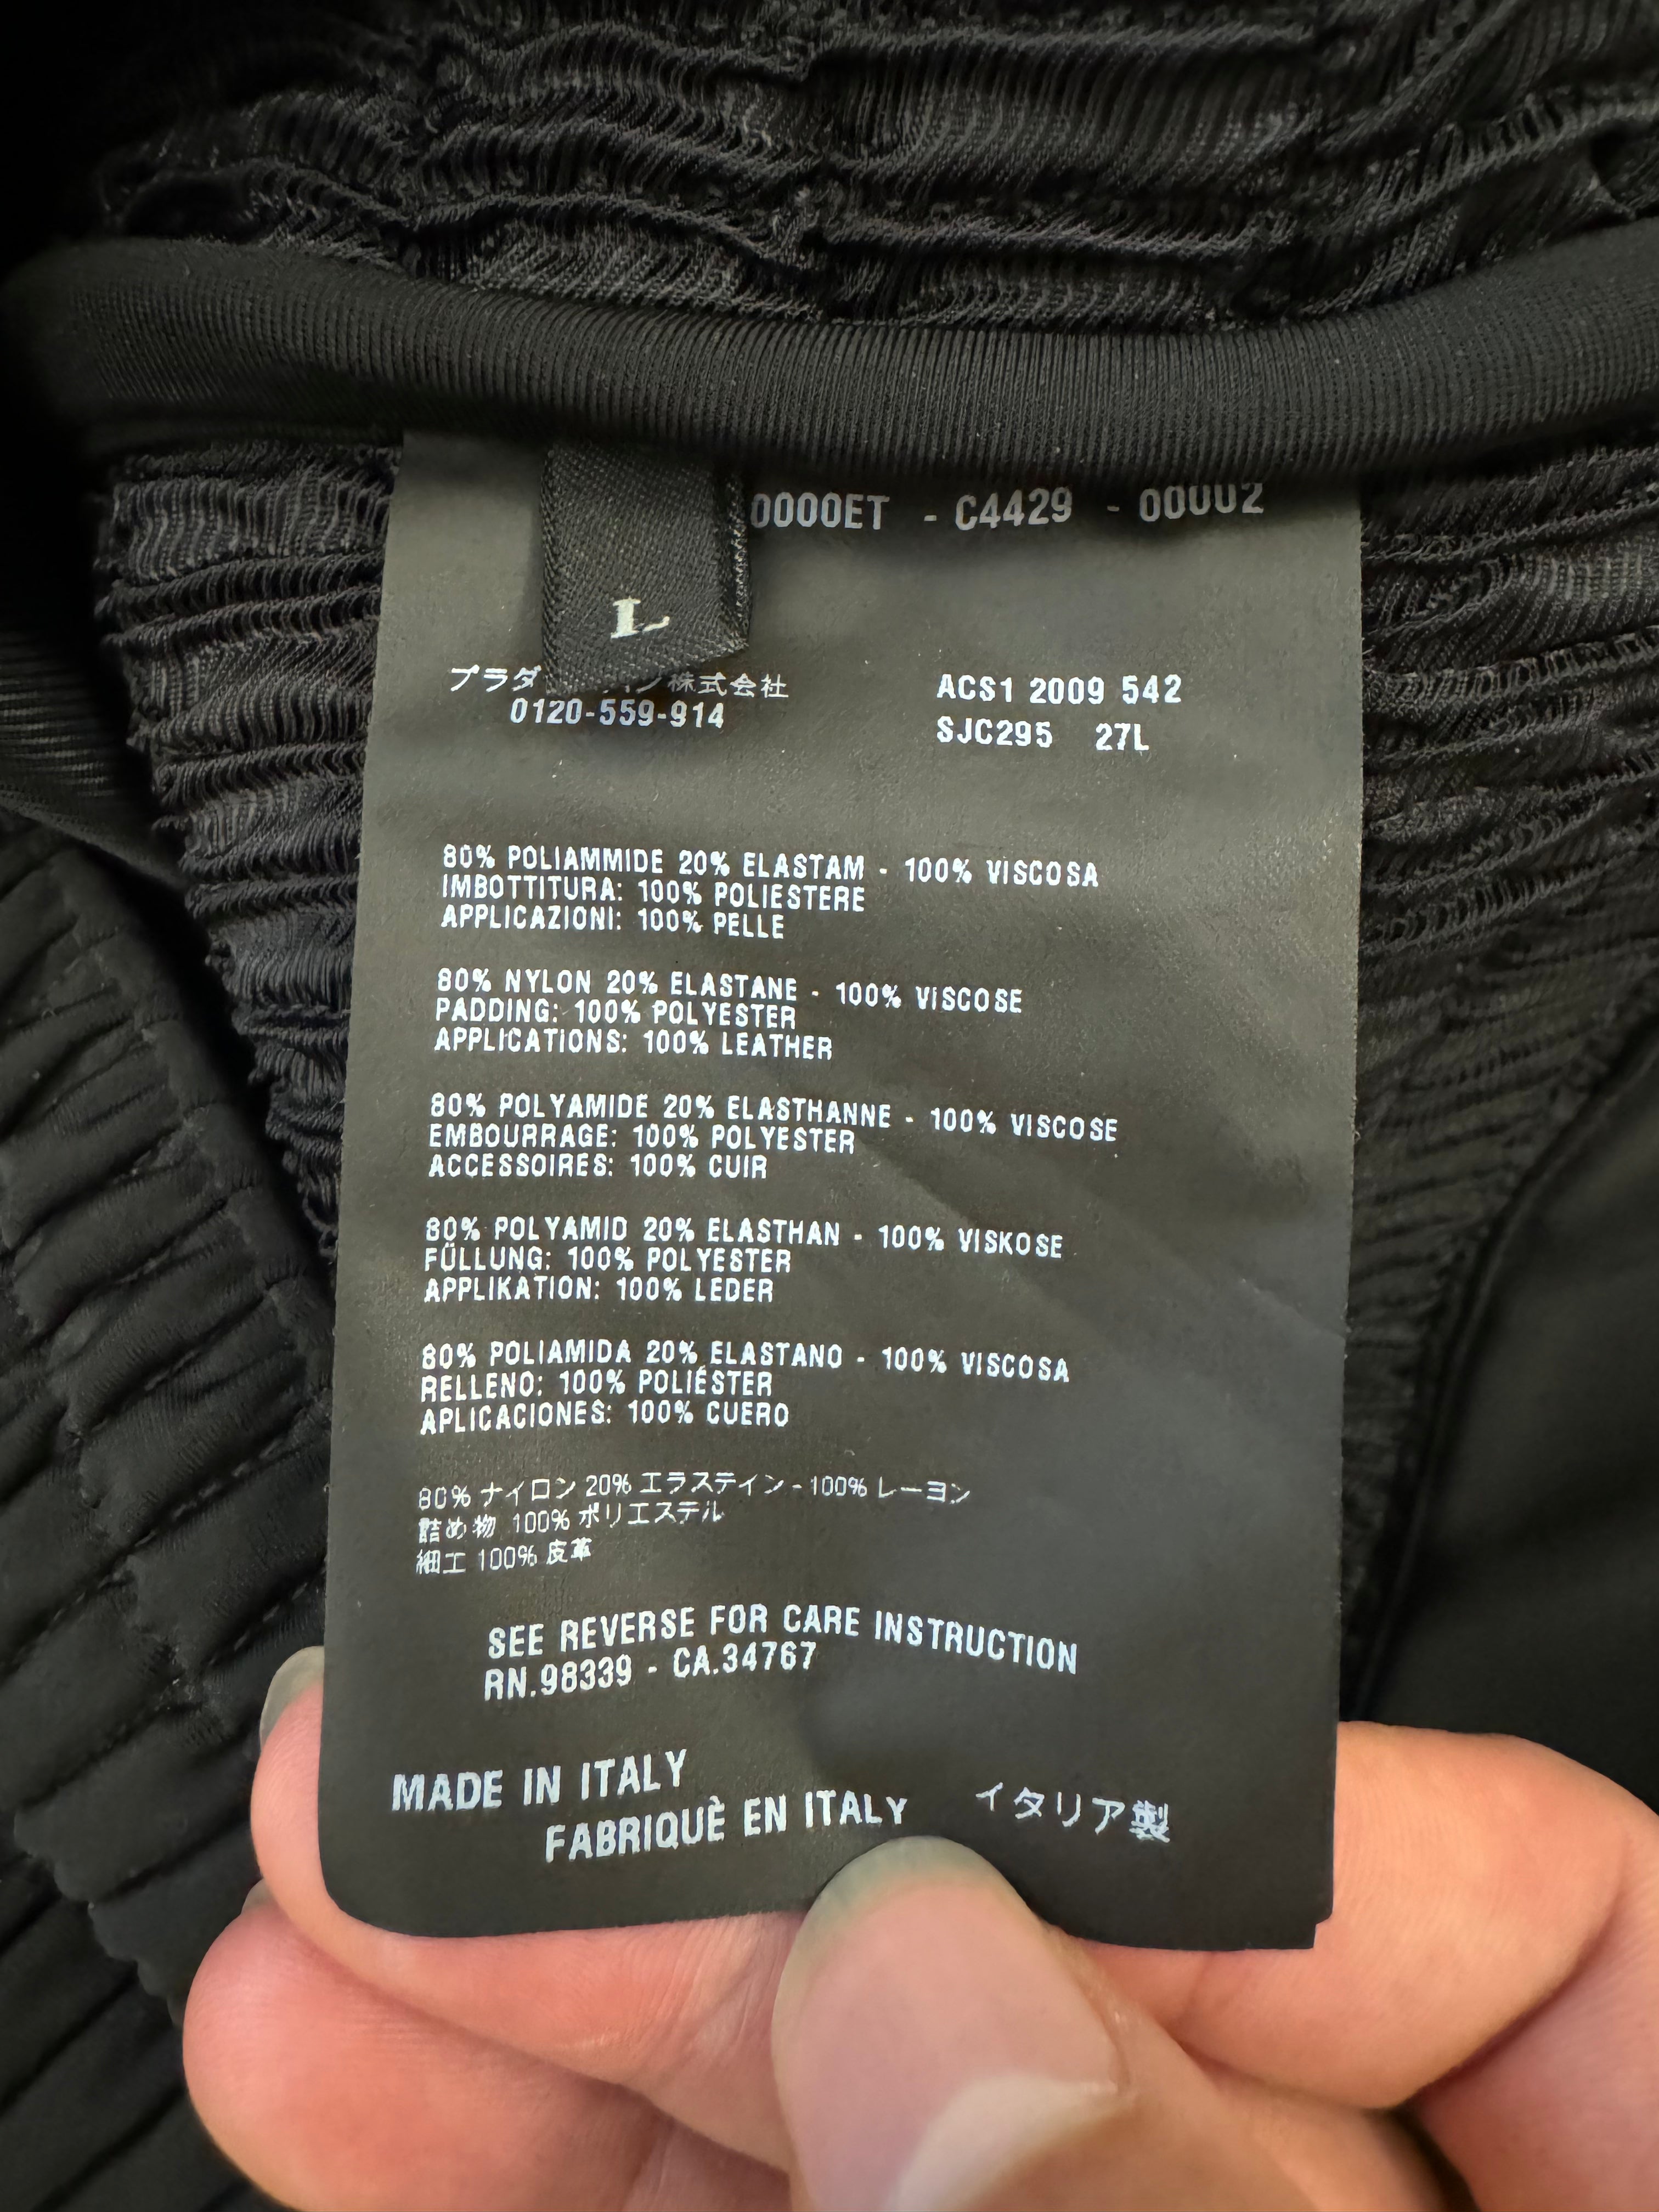 0000ET - C4429 - 00002
L
プラダ 株式会社
0120-559-914
ACS1 2009 542
SJC295 27L
80% POLIAMMIDE 20% ELASTAM - 100% VISCOSA
IMBOTTITURA: 100% POLIESTERE
APPLICAZIONI: 100% PELLE
80% NYLON 20% ELASTANE - 100% VISCOSE
PADDING: 100% POLYESTER
APPLICATIONS: 100% LEATHER
80% POLYAMIDE 20% ELASTHANNE - 100% VISCOSE
EMBOURRAGE: 100% POLYESTER
ACCESSOIRES: 100% CUIR
80% POLYAMID 20% ELASTHAN - 100% VISKOSE
FÜLLUNG: 100% POLYESTER
APPLIKATION: 100% LEDER
80% POLIAMIDA 20% ELASTANO - 100% VISCOSA
RELLENO: 100% POLIÉSTER
APLICACIONES: 100% CUERO
80% ナイロン 20% エラステイン - 100% レーヨン
詰め物 100% ポリエステル
細工 100% 皮革
SEE REVERSE FOR CARE INSTRUCTION
RN.98339 - CA.34767
MADE IN ITALY
FABRIQUÈ EN ITALY イタリア製